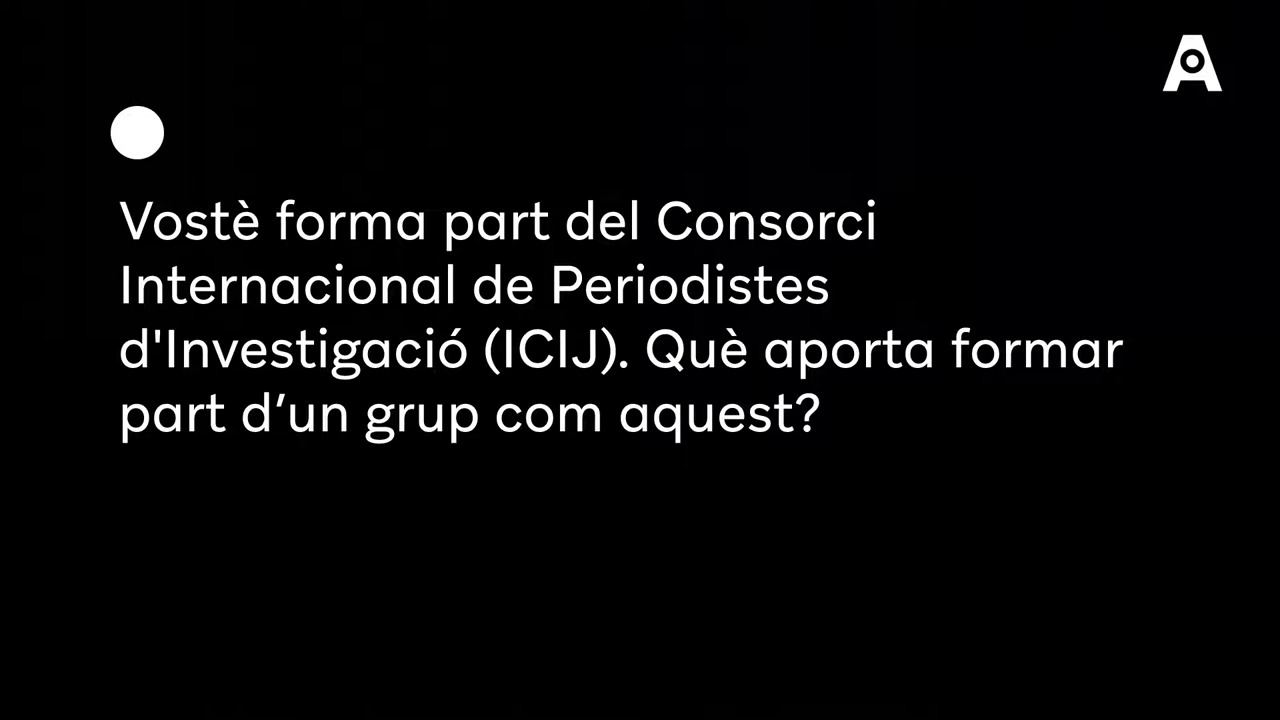 Vostè forma part del Consorci
Internacional de Periodistes
d'Investigació (ICIJ). Què aporta formar
part d’un grup com aquest?